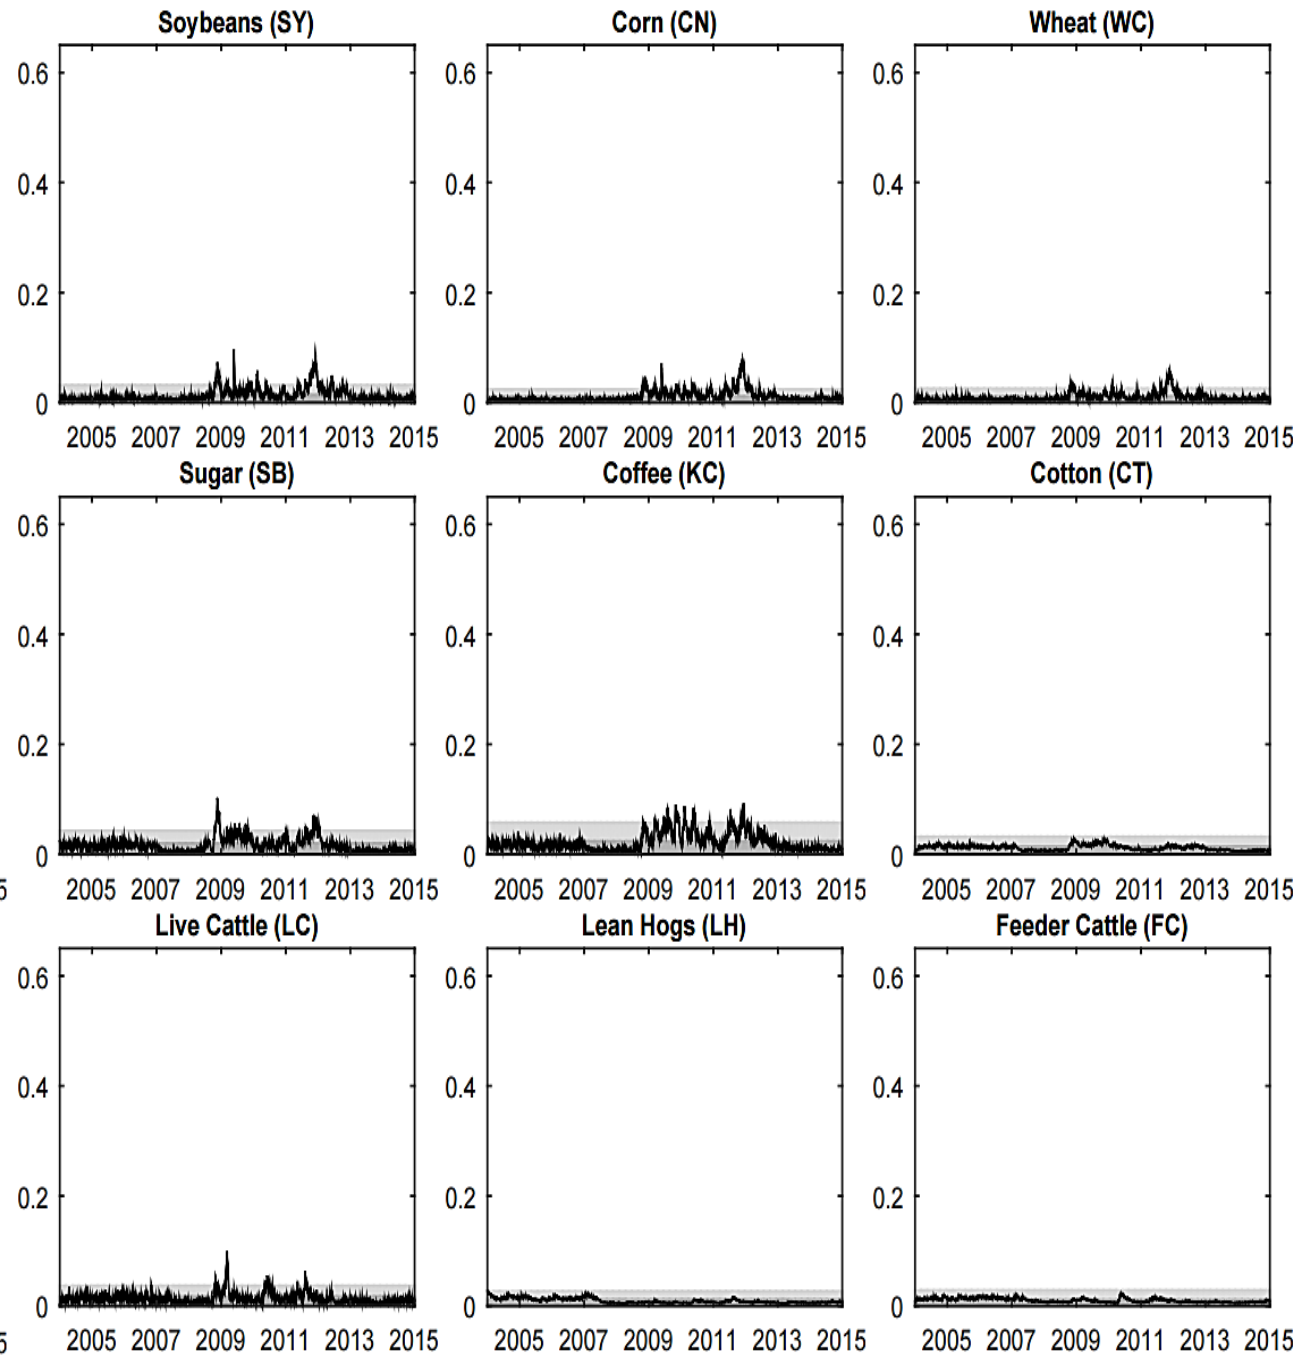 Soybeans (SY) Corn (CN) Wheat (WC)
0.6 0.6 0.6
0.4 0.4 0.4
0.2 0.2 0.2
0 0 0
2005 2007 2009 2011 2013 2015 2005 2007 2009 2011 2013 2015 2005 2007 2009 2011 2013 2015
Sugar (SB) Coffee (KC) Cotton (CT)
0.6 0.6 0.6
0.4 0.4 0.4
0.2 0.2 0.2
0 0 0
5 2005 2007 2009 2011 2013 2015 2005 2007 2009 2011 2013 2015 2005 2007 2009 2011 2013 2015
Live Cattle (LC) Lean Hogs (LH) Feeder Cattle (FC)
0.6 0.6 0.6
0.4 0.4 0.4
0.2 0.2 0.2
0 0 0
5 2005 2007 2009 2011 2013 2015 2005 2007 2009 2011 2013 2015 2005 2007 2009 2011 2013 2015